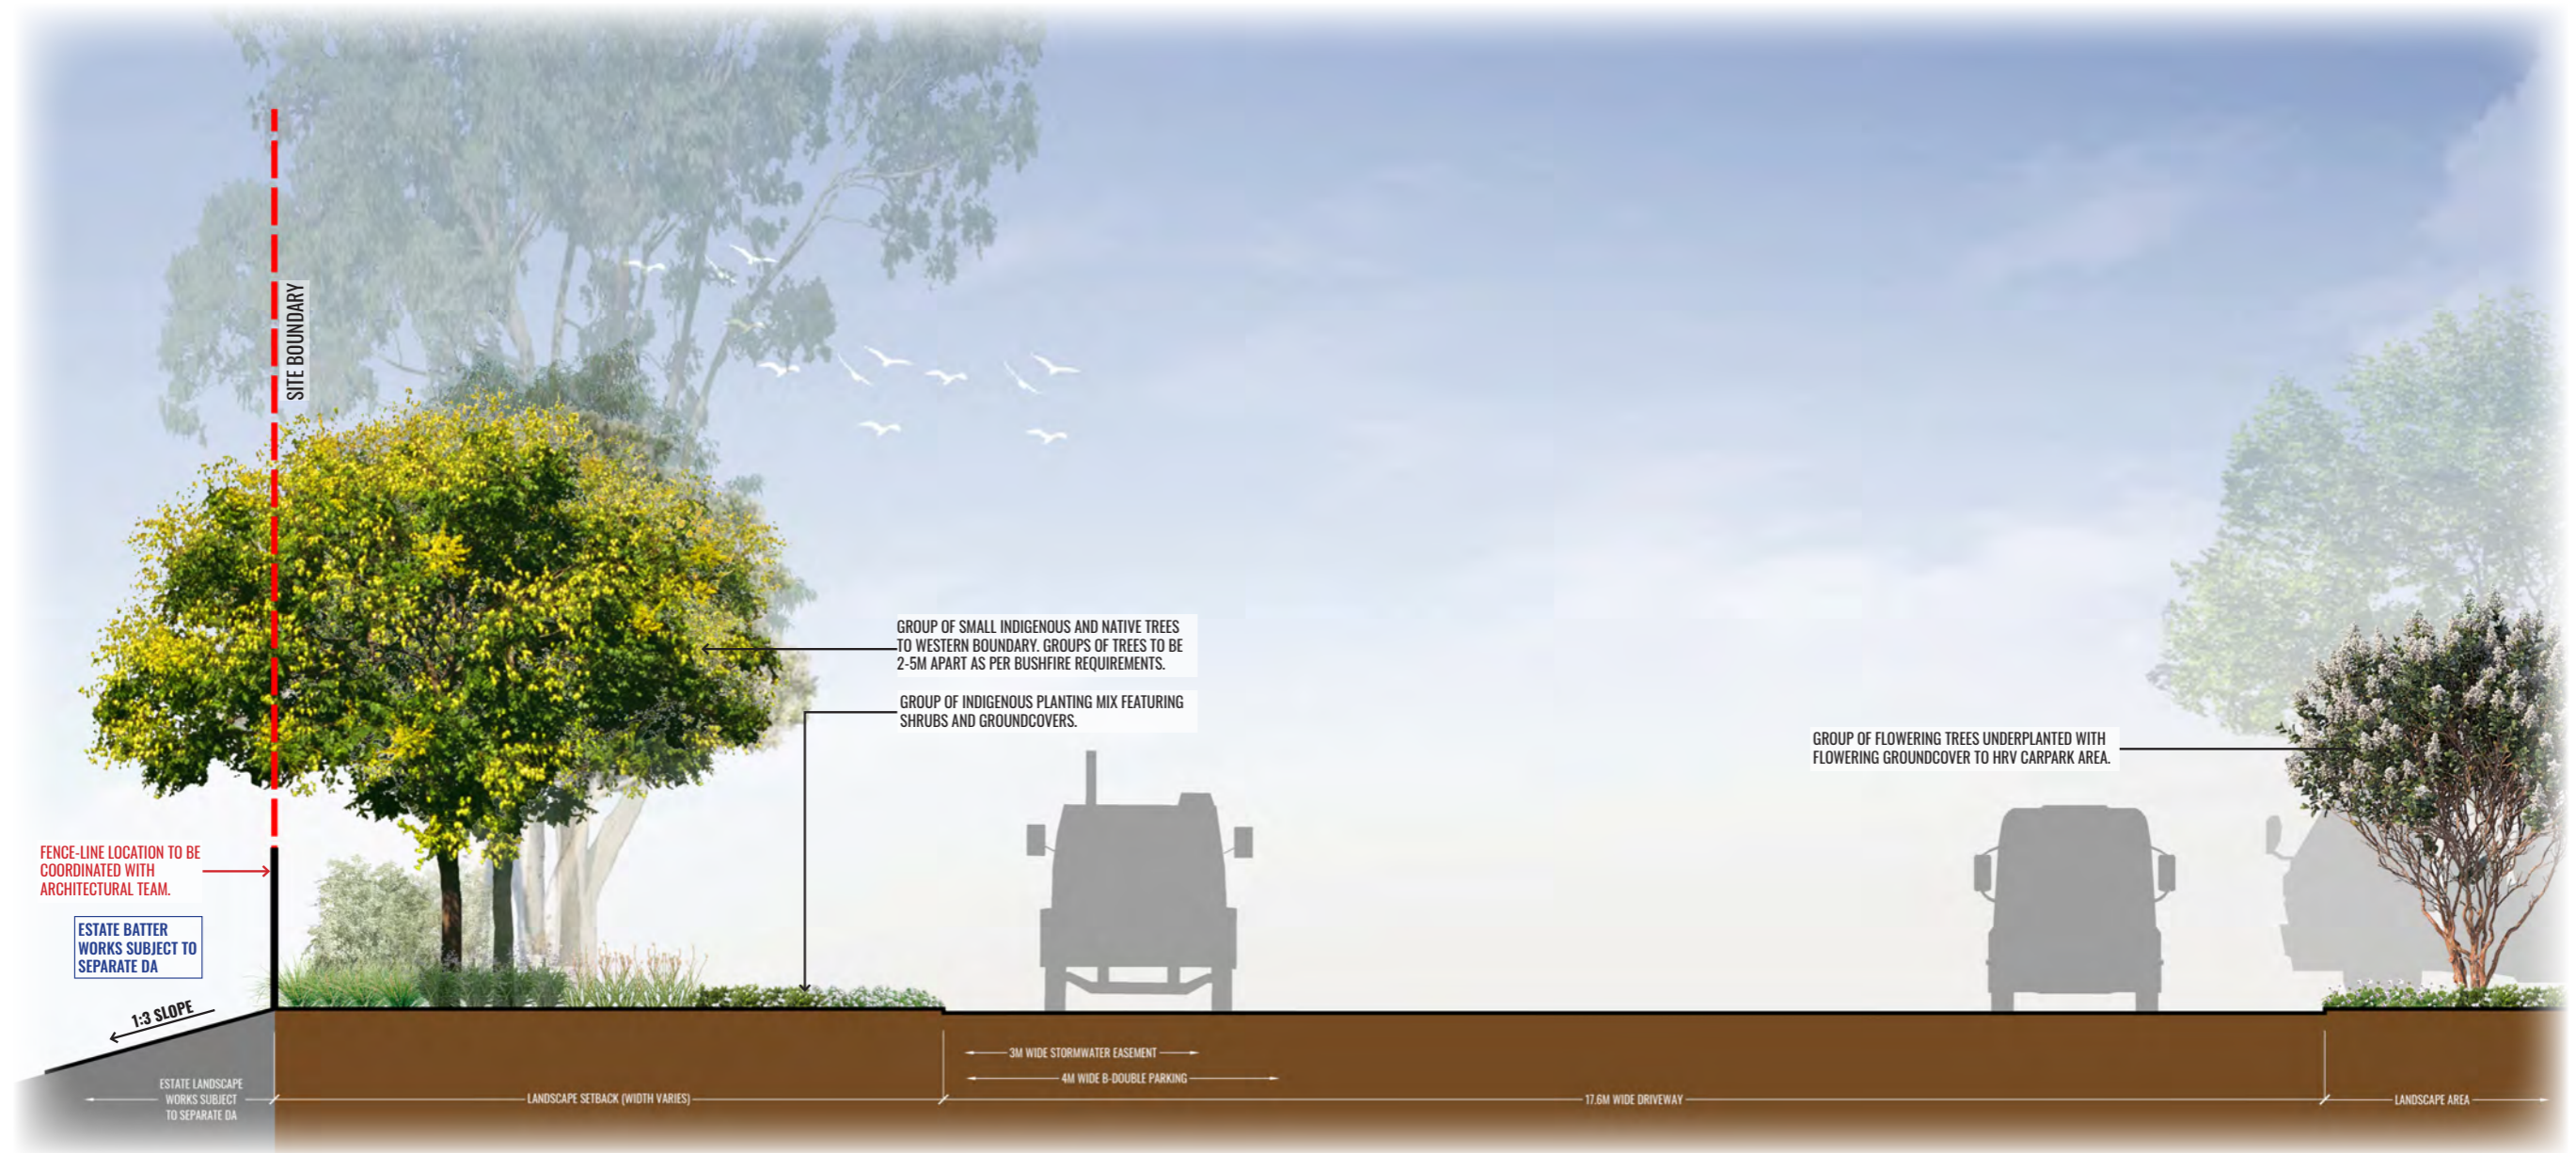 SITE BOUNDARY
GROUP OF SMALL INDIGENOUS AND NATIVE TREES
TO WESTERN BOUNDARY. GROUPS OF TREES TO BE
2-5M APART AS PER BUSHFIRE REQUIREMENTS.
GROUP OF INDIGENOUS PLANTING MIX FEATURING
SHRUBS AND GROUNDCOVERS.
GROUP OF FLOWERING TREES UNDERPLANTED WITH
FLOWERING GROUNDCOVER TO HRV CARPARK AREA.
FENCE-LINE LOCATION TO BE
COORDINATED WITH
ARCHITECTURAL TEAM.
ESTATE BATTER
WORKS SUBJECT TO
SEPARATE DA
1:3 SLOPE
3M WIDE STORMWATER EASEMENT
4M WIDE B-DOUBLE PARKING
ESTATE LANDSCAPE
WORKS SUBJECT
TO SEPARATE DA
LANDSCAPE SETBACK (WIDTH VARIES)
17.6M WIDE DRIVEWAY
LANDSCAPE AREA